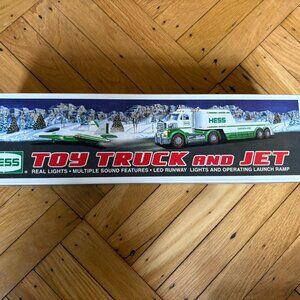 HESS
HESS TOY TRUCK AND JET
REAL LIGHTS • MULTIPLE SOUND FEATURES • LED RUNWAY LIGHTS AND OPERATING LAUNCH RAMP